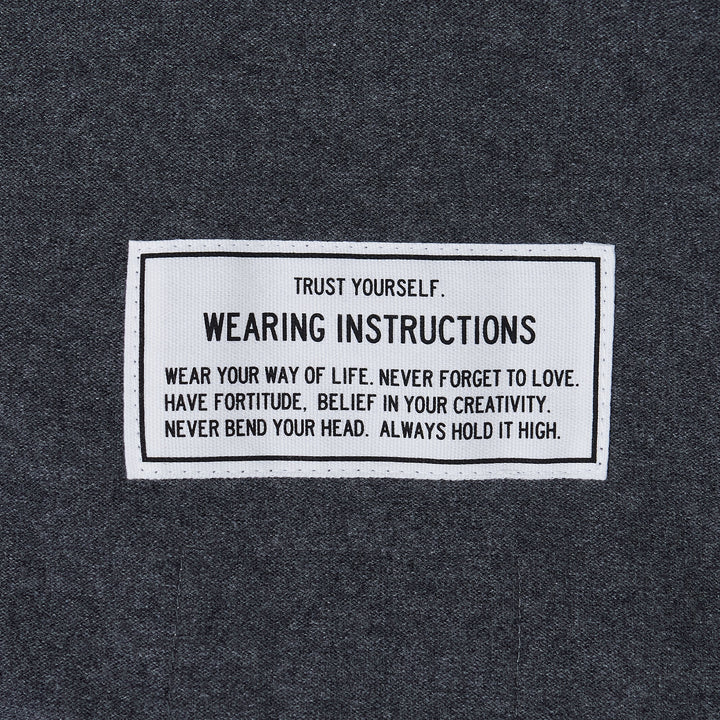 TRUST YOURSELF.
WEARING INSTRUCTIONS
WEAR YOUR WAY OF LIFE. NEVER FORGET TO LOVE.
HAVE FORTITUDE, BELIEF IN YOUR CREATIVITY.
NEVER BEND YOUR HEAD. ALWAYS HOLD IT HIGH.